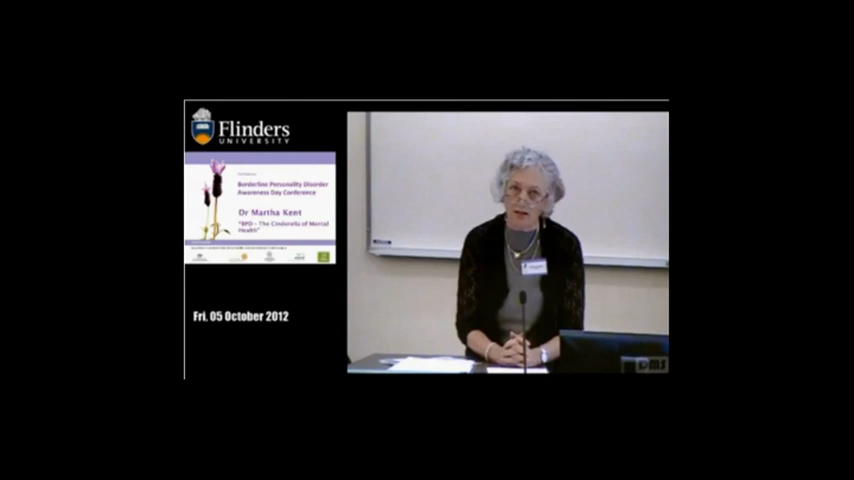 Flinders
UNIVERSITY
Borderline Personality Disorder
Awareness Day Conference
Dr Martha Kent
"BPD – The Cinderella of Mental
Health"
Fri, 05 October 2012
DMS